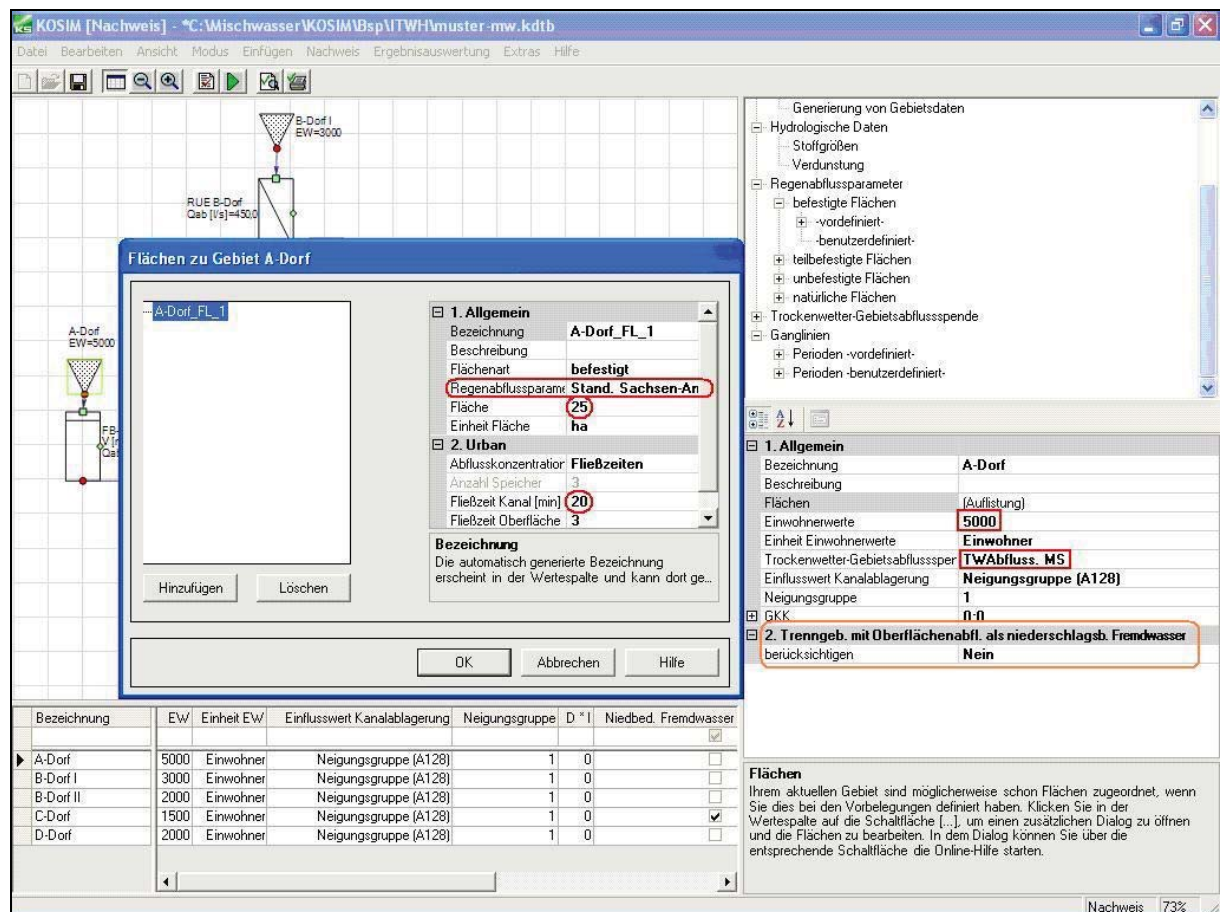 KOSIM [Nachweis] - *C:\Mischwasser\KOSIM\Bsp\ITWH\muster-mw.kdtb
Datei Bearbeiten Ansicht Modus Einfügen Nachweis Ergebnisauswertung Extras Hilfe
B-Dorf I
EW=3000
RUE B-Dorf
Qab [l/s]=450,0
A-Dorf
EW=5000
FB-
V [m
Qab
Generierung von Gebietsdaten
Hydrologische Daten
Stoffgrößen
Verdunstung
Regenabflussparameter
befestigte Flächen
-vordefiniert-
-benutzerdefiniert-
teilbefestigte Flächen
unbefestigte Flächen
natürliche Flächen
Trockenwetter-Gebietsabflussspende
Ganglinien
Perioden -vordefiniert-
Perioden -benutzerdefiniert-
Flächen zu Gebiet A-Dorf
A-Dorf_FL_1
Hinzufügen Löschen
1. Allgemein
Bezeichnung A-Dorf_FL_1
Beschreibung
Flächenart befestigt
Regenabflussparame Stand. Sachsen-An
Fläche 25
Einheit Fläche ha
2. Urban
Abflusskonzentration Fließzeiten
Anzahl Speicher 3
Fließzeit Kanal [min] 20
Fließzeit Oberfläche 3
Bezeichnung
Die automatisch generierte Bezeichnung
erscheint in der Wertespalte und kann dort ge...
OK Abbrechen Hilfe
1. Allgemein
Bezeichnung A-Dorf
Beschreibung
Flächen (Auflistung)
Einwohnerwerte 5000
Einheit Einwohnerwerte Einwohner
Trockenwetter-Gebietsabflussper TWAbfluss. MS
Einflusswert Kanalablagerung Neigungsgruppe (A128)
Neigungsgruppe 1
GKK 0:0
2. Trenngeb. mit Oberflächenabfl. als niederschlagsb. Fremdwasser
berücksichtigen Nein
Flächen
Ihrem aktuellen Gebiet sind möglicherweise schon Flächen zugeordnet, wenn
Sie dies bei den Vorbelegungen definiert haben. Klicken Sie in der
Wertespalte auf die Schaltfläche [...], um einen zusätzlichen Dialog zu öffnen
und die Flächen zu bearbeiten. In dem Dialog können Sie über die
entsprechende Schaltfläche die Online-Hilfe starten.
Bezeichnung EW Einheit EW Einflusswert Kanalablagerung Neigungsgruppe D * I Niedbed. Fremdwasser
A-Dorf 5000 Einwohner Neigungsgruppe (A128) 1 0
B-Dorf I 3000 Einwohner Neigungsgruppe (A128) 1 0
B-Dorf II 2000 Einwohner Neigungsgruppe (A128) 1 0
C-Dorf 1500 Einwohner Neigungsgruppe (A128) 1 0
D-Dorf 2000 Einwohner Neigungsgruppe (A128) 1 0
Nachweis 73%